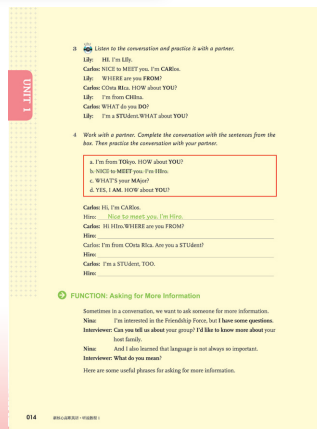 3 Listen to the conversation and practice it with a partner.
Lily: HI. I'm LIly.
Carlos: NICE to MEET you. I'm CARlos.
Lily: WHERE are you FROM?
Carlos: COsta RIca. HOW about YOU?
Lily: I'm from CHIna.
Carlos: WHAT do you DO?
Lily: I'm a STUdent.WHAT about YOU?
UNIT 1
4 Work with a partner. Complete the conversation with the sentences from the
box. Then practice the conversation with your partner.
a. I'm from TOkyo. HOW about YOU?
b. NICE to MEET you. I'm HIro.
c. WHAT'S your MAjor?
d. YES, I AM. HOW about YOU?
Carlos: Hi, I'm CARlos.
Hiro: Nice to meet you. I'm Hiro.
Carlos: Hi HIro.WHERE are you FROM?
Hiro:
Carlos: I'm from COsta RIca. Are you a STUdent?
Hiro:
Carlos: I'm a STUdent, TOO.
Hiro:
FUNCTION: Asking for More Information
Sometimes in a conversation, we want to ask someone for more information.
Nina: I'm interested in the Friendship Force, but I have some questions.
Interviewer: Can you tell us about your group? I'd like to know more about your
host family.
Nina: And I also learned that language is not always so important.
Interviewer: What do you mean?
Here are some useful phrases for asking for more information.
014